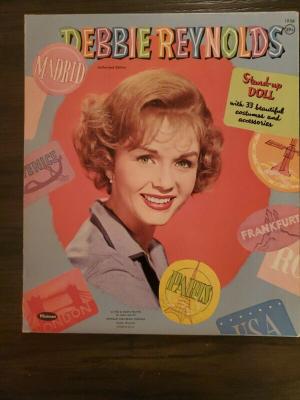 DEBBIE REYNOLDS
Authorized Edition
MADRID
Stand-up
DOLL
with 33 beautiful
costumes and
accessories
VENICE
FRANKFURT
PARIS
LONDON
USA
Whitman